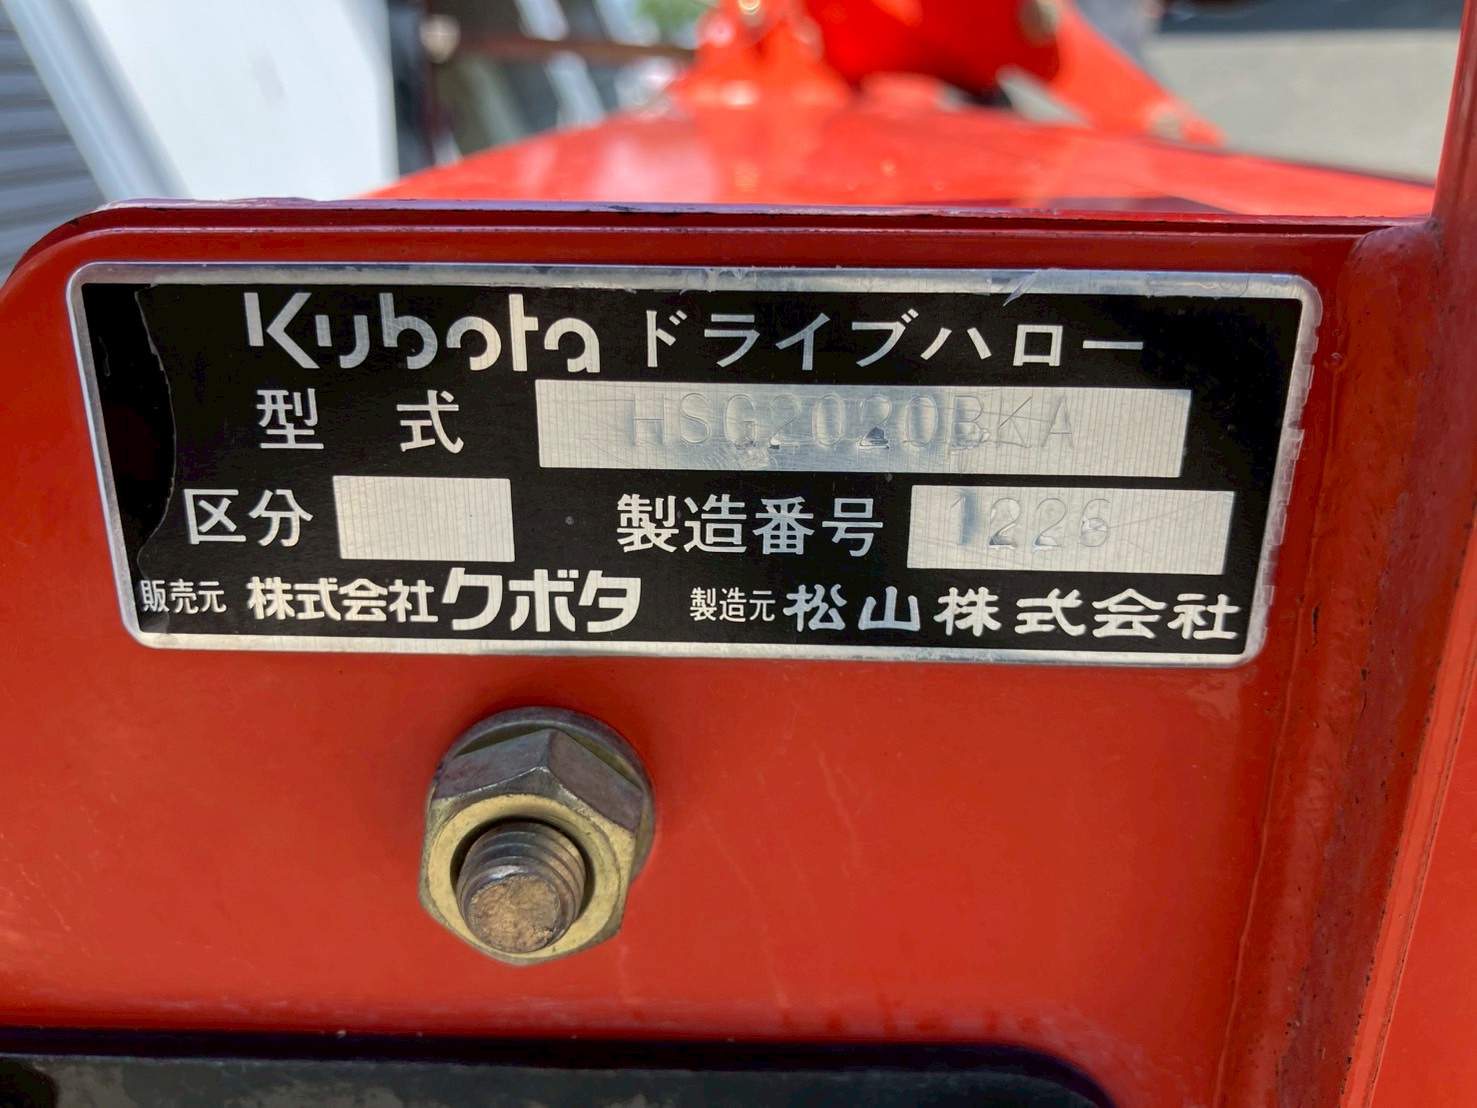 Kubota ドライブハロー
型式 HSG2020BKA
区分 製造番号 1226
販売元 株式会社クボタ 製造元 松山株式会社